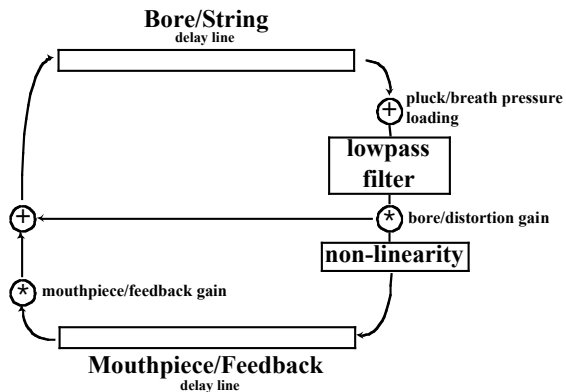 Bore/String
delay line
+
pluck/breath pressure
loading
lowpass
filter
+
*
bore/distortion gain
non-linearity
*
mouthpiece/feedback gain
Mouthpiece/Feedback
delay line